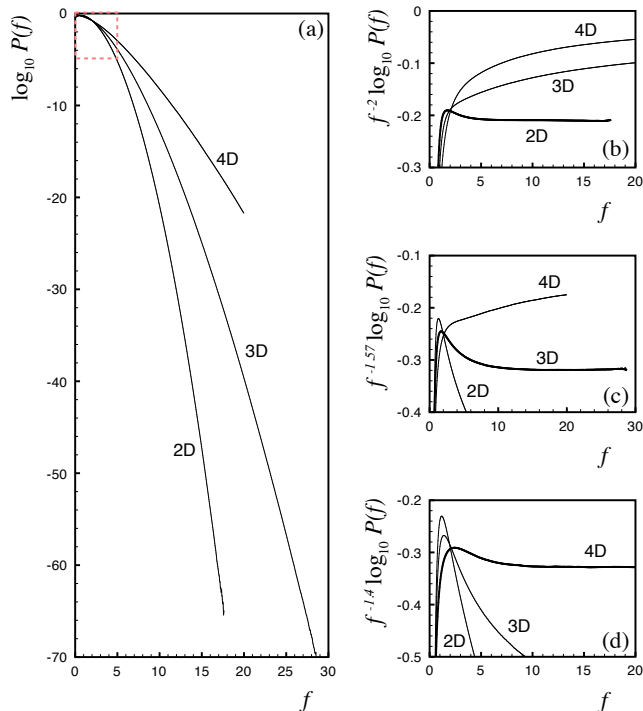 (a)
log10 P(f)
0
-10
-20
-30
-40
-50
-60
-70
4D
3D
2D
0 5 10 15 20 25 30
f
(b)
f -2 log10 P(f)
0
-0.1
-0.2
-0.3
4D
3D
2D
0 5 10 15 20
f
(c)
f -1.57 log10 P(f)
-0.1
-0.2
-0.3
-0.4
4D
3D
2D
0 10 20 30
f
(d)
f -1.4 log10 P(f)
-0.2
-0.3
-0.4
-0.5
4D
3D
2D
0 5 10 15 20
f